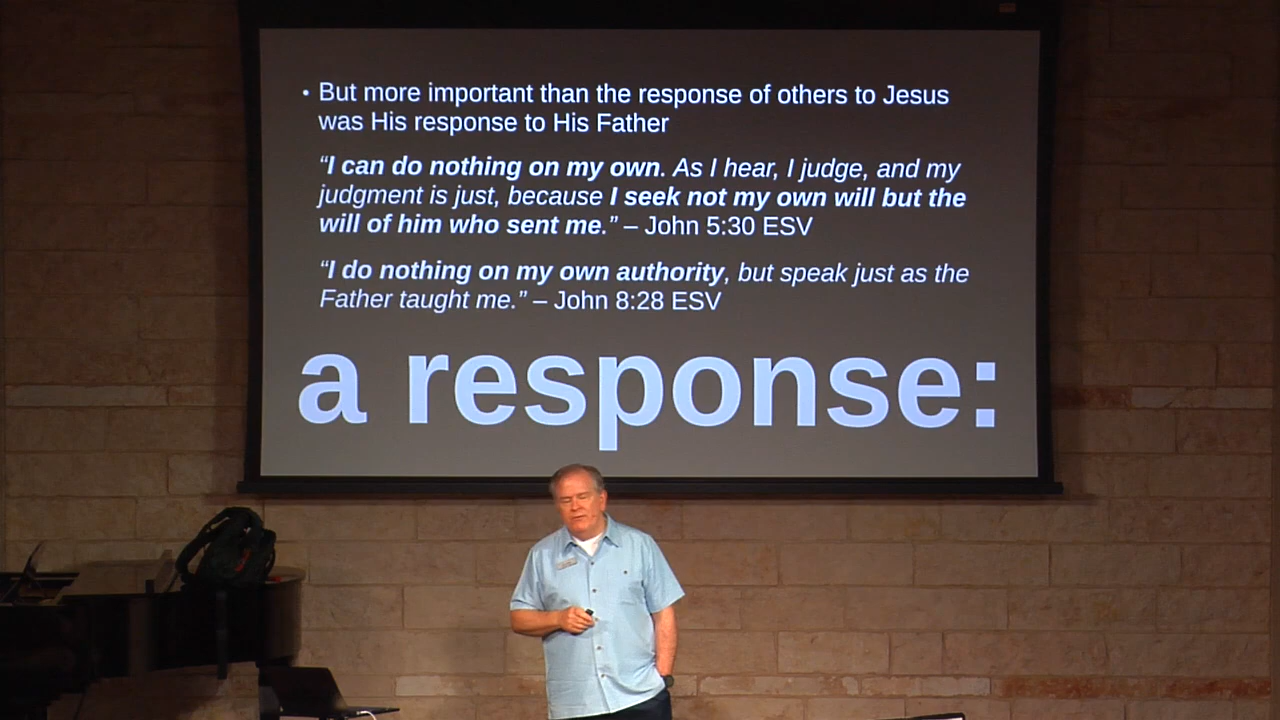 • But more important than the response of others to Jesus
was His response to His Father
“I can do nothing on my own. As I hear, I judge, and my
judgment is just, because I seek not my own will but the
will of him who sent me.” – John 5:30 ESV
“I do nothing on my own authority, but speak just as the
Father taught me.” – John 8:28 ESV
a response: